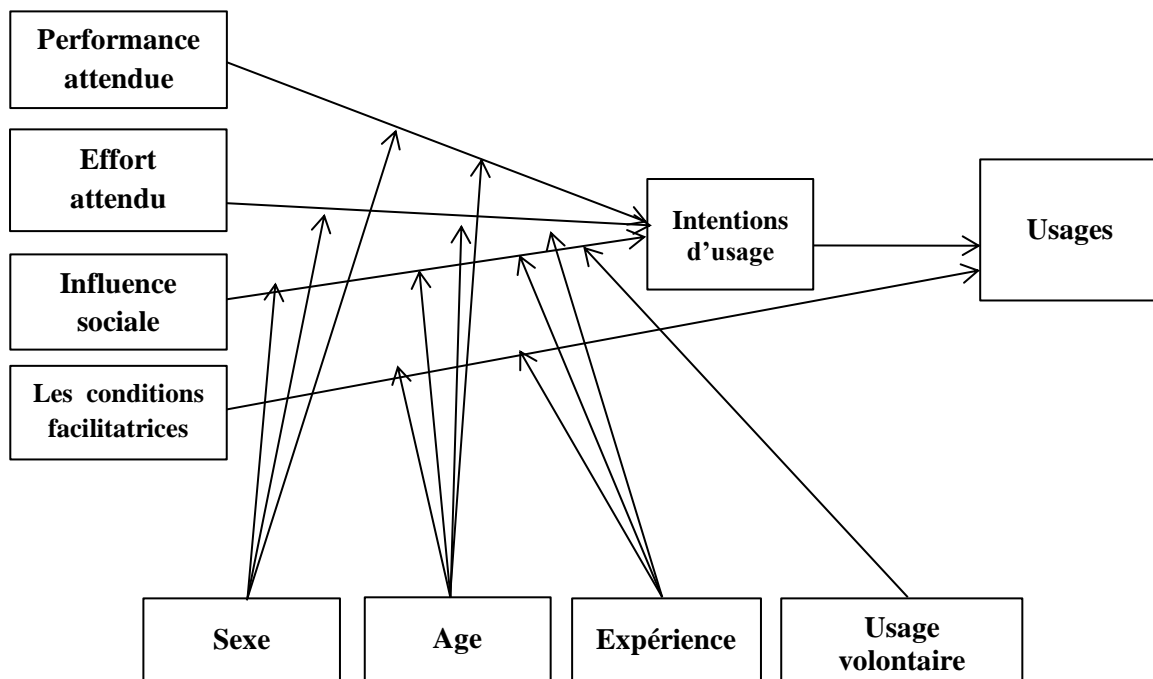 Performance
attendue
Effort
attendu
Influence
sociale
Les conditions
facilitatrices
Intentions
d’usage
Usages
Sexe
Age
Expérience
Usage
volontaire